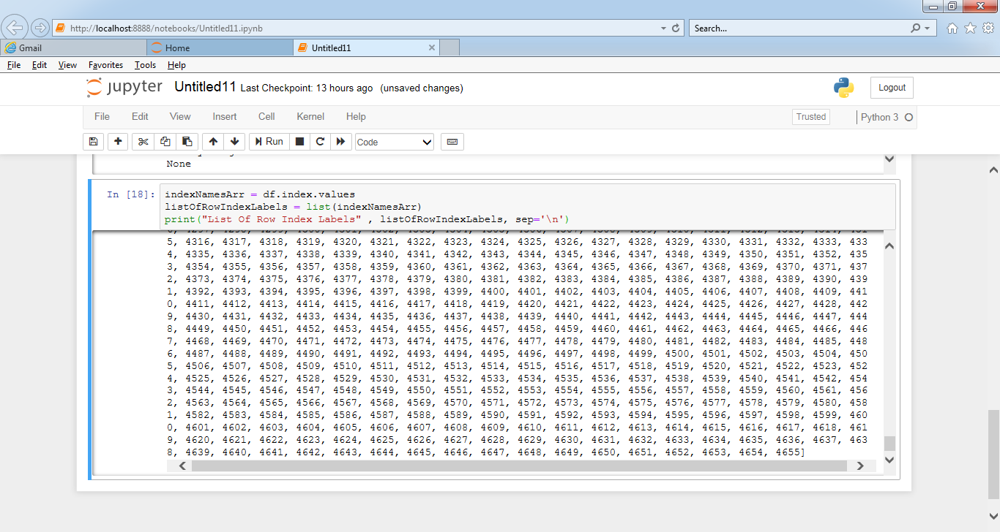 http://localhost:8888/notebooks/Untitled11.ipynb
Search...
Gmail
Home
Untitled11
File Edit View Favorites Tools Help
jupyter Untitled11 Last Checkpoint: 13 hours ago (unsaved changes)
Logout
File Edit View Insert Cell Kernel Help
Trusted
Python 3
Run
Code
None
In [18]: indexNamesArr = df.index.values
listOfRowIndexLabels = list(indexNamesArr)
print("List Of Row Index Labels" , listOfRowIndexLabels, sep='\n')
5, 4316, 4317, 4318, 4319, 4320, 4321, 4322, 4323, 4324, 4325, 4326, 4327, 4328, 4329, 4330, 4331, 4332, 4333, 433
4, 4335, 4336, 4337, 4338, 4339, 4340, 4341, 4342, 4343, 4344, 4345, 4346, 4347, 4348, 4349, 4350, 4351, 4352, 435
3, 4354, 4355, 4356, 4357, 4358, 4359, 4360, 4361, 4362, 4363, 4364, 4365, 4366, 4367, 4368, 4369, 4370, 4371, 437
2, 4373, 4374, 4375, 4376, 4377, 4378, 4379, 4380, 4381, 4382, 4383, 4384, 4385, 4386, 4387, 4388, 4389, 4390, 439
1, 4392, 4393, 4394, 4395, 4396, 4397, 4398, 4399, 4400, 4401, 4402, 4403, 4404, 4405, 4406, 4407, 4408, 4409, 441
0, 4411, 4412, 4413, 4414, 4415, 4416, 4417, 4418, 4419, 4420, 4421, 4422, 4423, 4424, 4425, 4426, 4427, 4428, 442
9, 4430, 4431, 4432, 4433, 4434, 4435, 4436, 4437, 4438, 4439, 4440, 4441, 4442, 4443, 4444, 4445, 4446, 4447, 444
8, 4449, 4450, 4451, 4452, 4453, 4454, 4455, 4456, 4457, 4458, 4459, 4460, 4461, 4462, 4463, 4464, 4465, 4466, 446
7, 4468, 4469, 4470, 4471, 4472, 4473, 4474, 4475, 4476, 4477, 4478, 4479, 4480, 4481, 4482, 4483, 4484, 4485, 448
6, 4487, 4488, 4489, 4490, 4491, 4492, 4493, 4494, 4495, 4496, 4497, 4498, 4499, 4500, 4501, 4502, 4503, 4504, 450
5, 4506, 4507, 4508, 4509, 4510, 4511, 4512, 4513, 4514, 4515, 4516, 4517, 4518, 4519, 4520, 4521, 4522, 4523, 452
4, 4525, 4526, 4527, 4528, 4529, 4530, 4531, 4532, 4533, 4534, 4535, 4536, 4537, 4538, 4539, 4540, 4541, 4542, 454
3, 4544, 4545, 4546, 4547, 4548, 4549, 4550, 4551, 4552, 4553, 4554, 4555, 4556, 4557, 4558, 4559, 4560, 4561, 456
2, 4563, 4564, 4565, 4566, 4567, 4568, 4569, 4570, 4571, 4572, 4573, 4574, 4575, 4576, 4577, 4578, 4579, 4580, 458
1, 4582, 4583, 4584, 4585, 4586, 4587, 4588, 4589, 4590, 4591, 4592, 4593, 4594, 4595, 4596, 4597, 4598, 4599, 460
0, 4601, 4602, 4603, 4604, 4605, 4606, 4607, 4608, 4609, 4610, 4611, 4612, 4613, 4614, 4615, 4616, 4617, 4618, 461
9, 4620, 4621, 4622, 4623, 4624, 4625, 4626, 4627, 4628, 4629, 4630, 4631, 4632, 4633, 4634, 4635, 4636, 4637, 463
8, 4639, 4640, 4641, 4642, 4643, 4644, 4645, 4646, 4647, 4648, 4649, 4650, 4651, 4652, 4653, 4654, 4655]